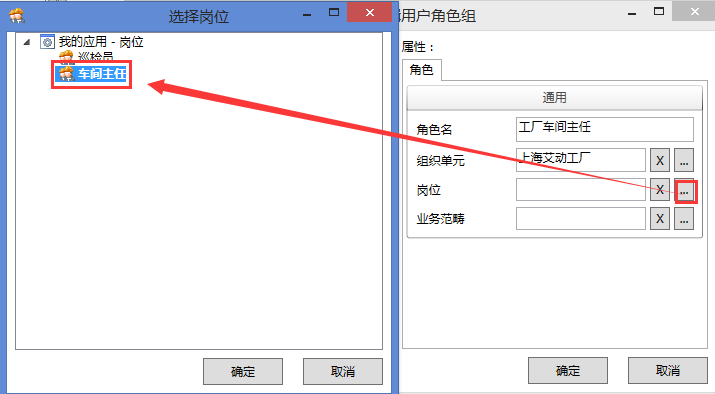 选择岗位
我的应用 - 岗位
巡检员
车间主任
确定
取消
用户角色组
属性：
角色
通用
角色名
工厂车间主任
组织单元
上海艾动工厂
X
...
岗位
X
...
业务范畴
X
...
确定
取消